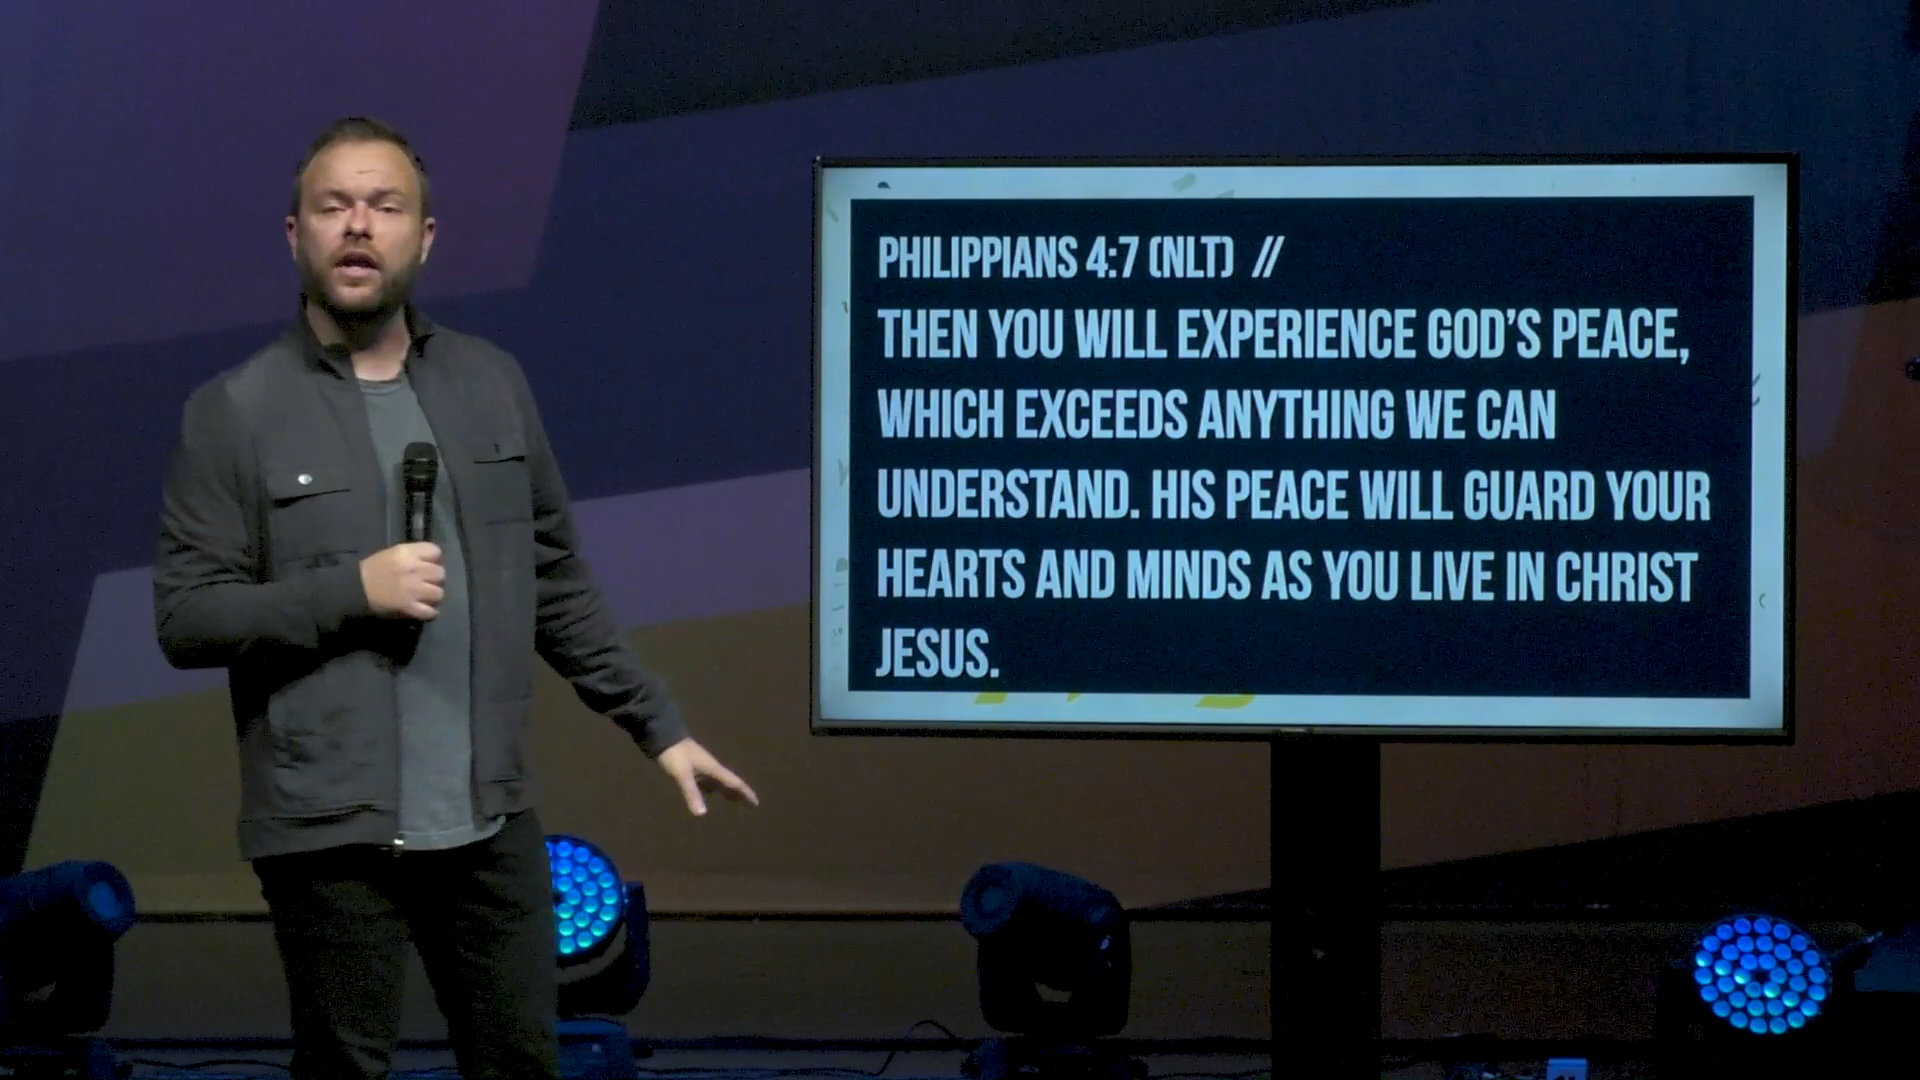 PHILIPPIANS 4:7 (NLT) //
THEN YOU WILL EXPERIENCE GOD'S PEACE,
WHICH EXCEEDS ANYTHING WE CAN
UNDERSTAND. HIS PEACE WILL GUARD YOUR
HEARTS AND MINDS AS YOU LIVE IN CHRIST
JESUS.